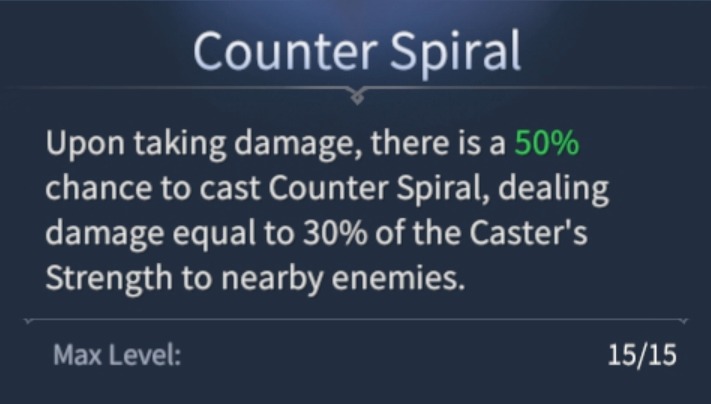 Counter Spiral
Upon taking damage, there is a 50%
chance to cast Counter Spiral, dealing
damage equal to 30% of the Caster's
Strength to nearby enemies.
Max Level: 15/15